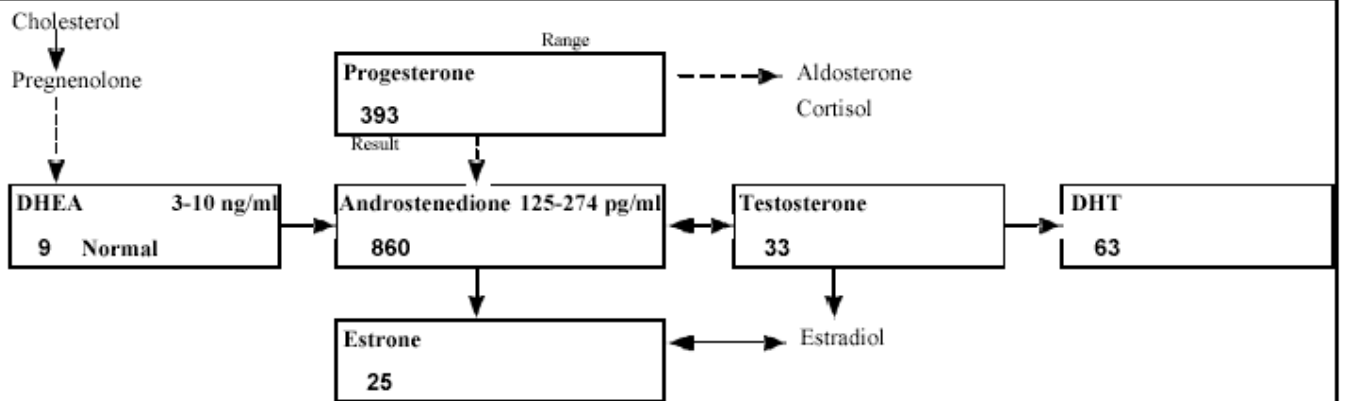 Cholesterol
Range
Pregnenolone
Progesterone
393
Result
Aldosterone
Cortisol
DHEA 3-10 ng/ml
9 Normal
Androstenedione 125-274 pg/ml
860
Testosterone
33
DHT
63
Estrone
25
Estradiol